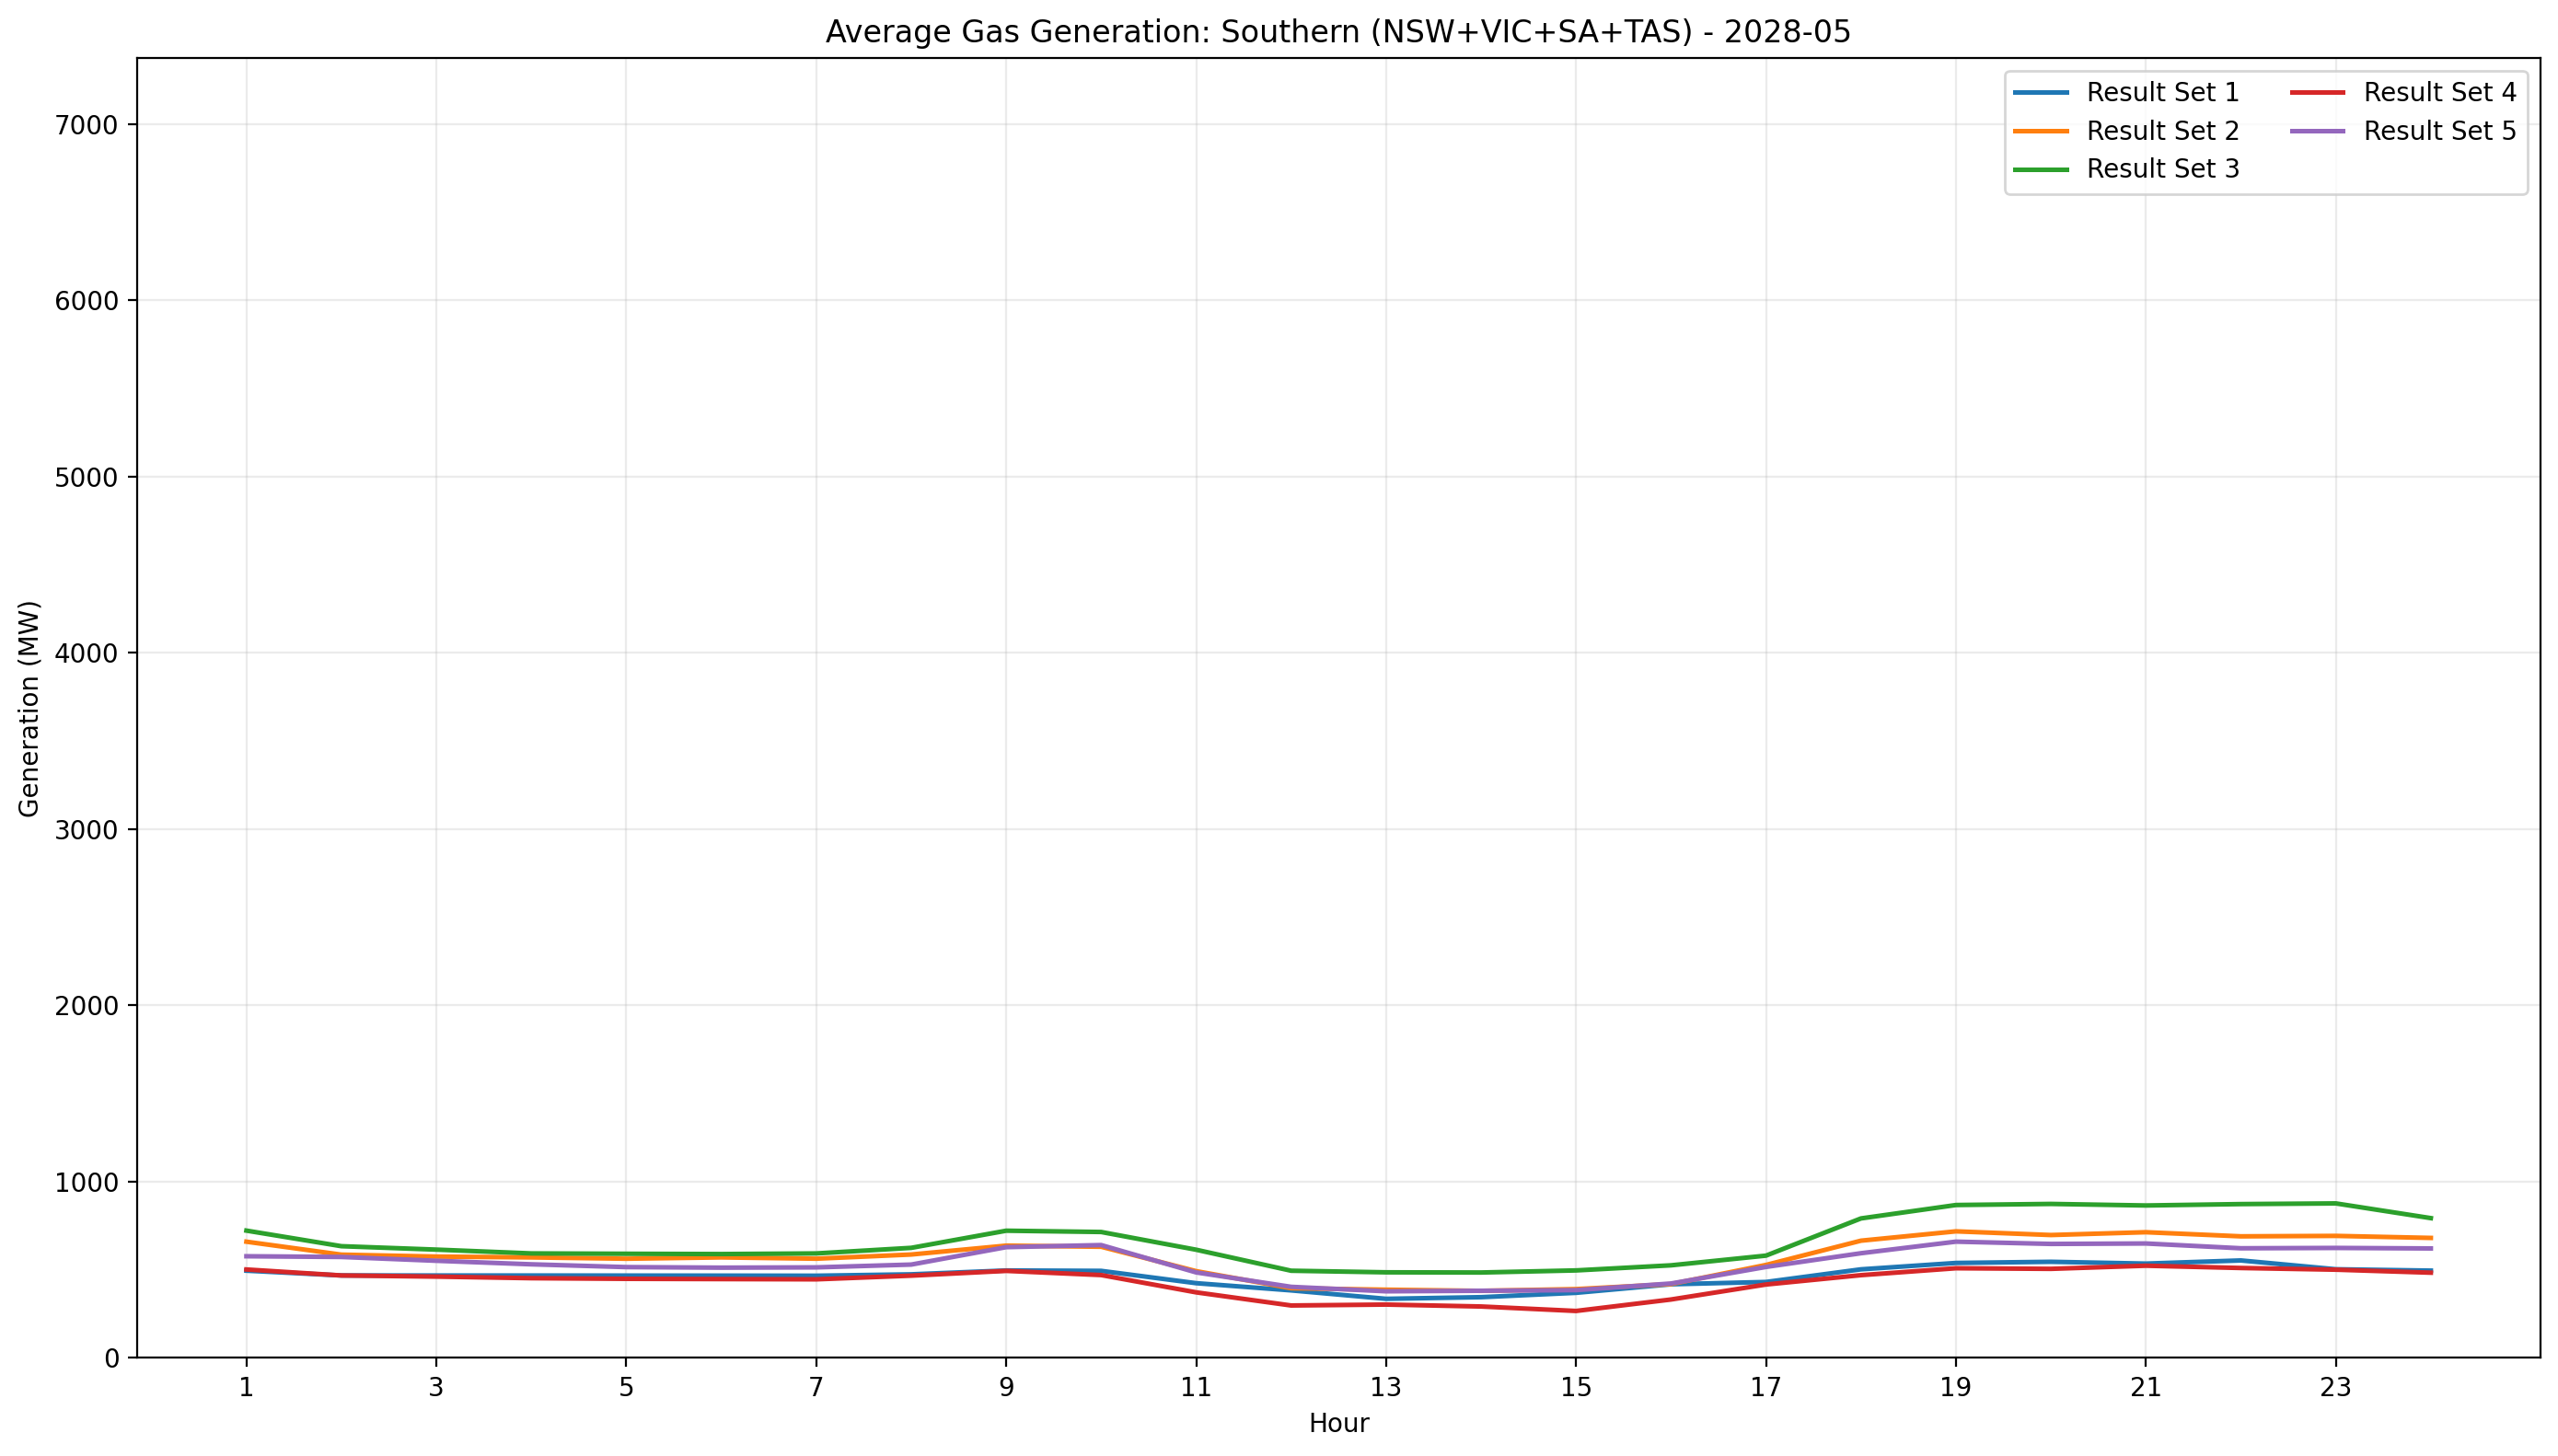 Average Gas Generation: Southern (NSW+VIC+SA+TAS) - 2028-05
Result Set 1
Result Set 2
Result Set 3
Result Set 4
Result Set 5
7000
6000
5000
4000
3000
2000
1000
0
Generation (MW)
1 3 5 7 9 11 13 15 17 19 21 23
Hour